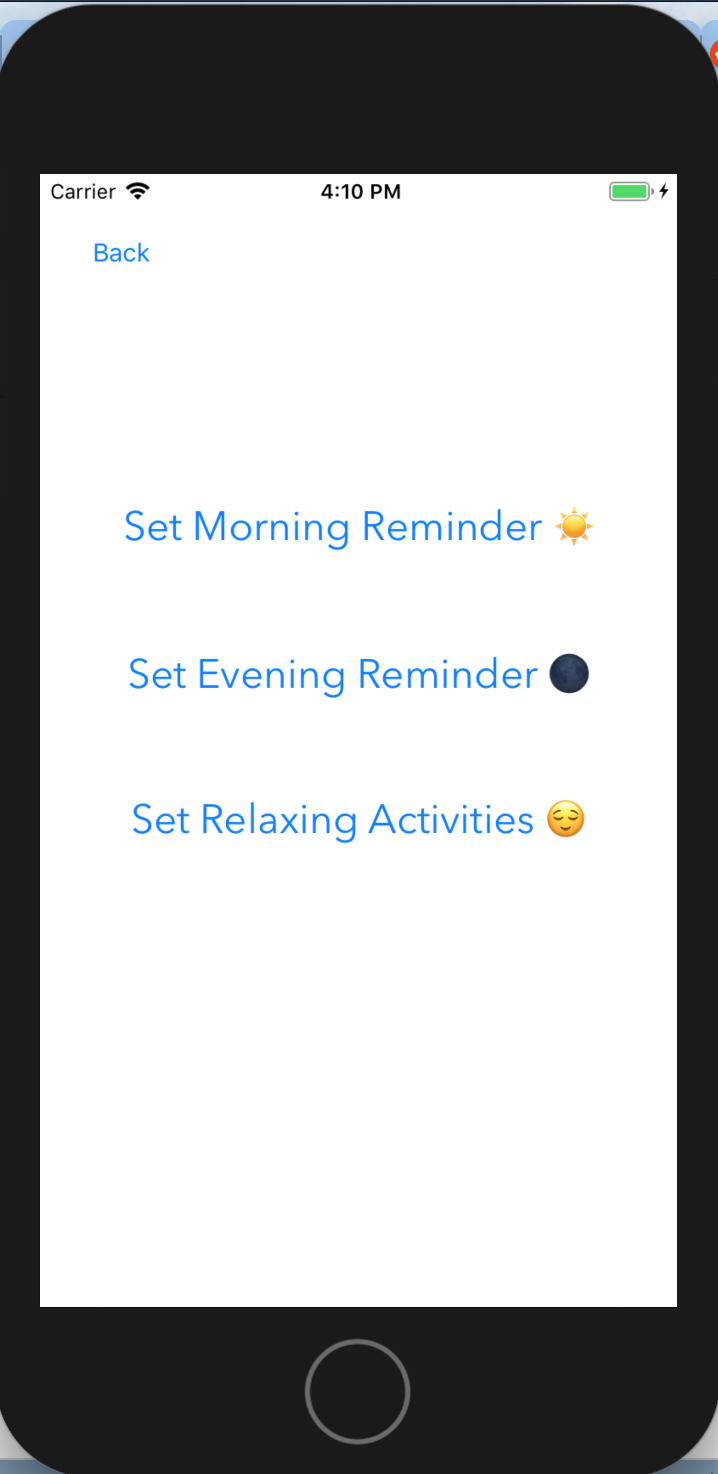 Carrier
4:10 PM
Back
Set Morning Reminder ☀️
Set Evening Reminder 🌑
Set Relaxing Activities 😌